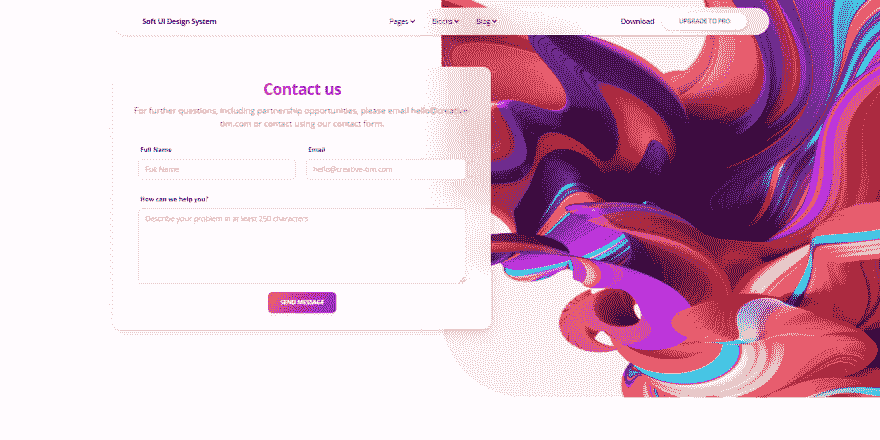 Soft UI Design System Pages Blocks Blog Download UPGRADE TO PRO
Contact us
For further questions, including partnership opportunities, please email hello@creative-
tim.com or contact using our contact form.
Full Name Email
Full Name hello@creative-tim.com
How can we help you?
Describe your problem in at least 250 characters
SEND MESSAGE